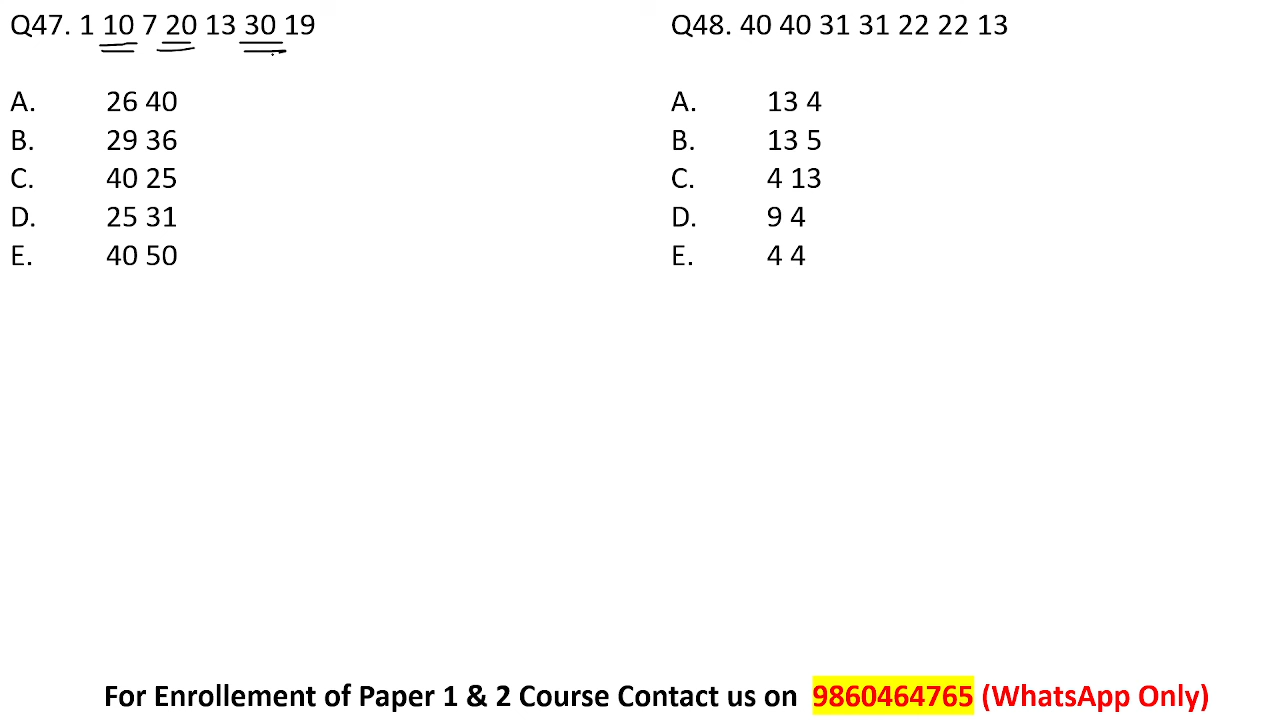 Q47. 1 10 7 20 13 30 19
A. 26 40
B. 29 36
C. 40 25
D. 25 31
E. 40 50
Q48. 40 40 31 31 22 22 13
A. 13 4
B. 13 5
C. 4 13
D. 9 4
E. 4 4
For Enrollement of Paper 1 & 2 Course Contact us on 9860464765 (WhatsApp Only)